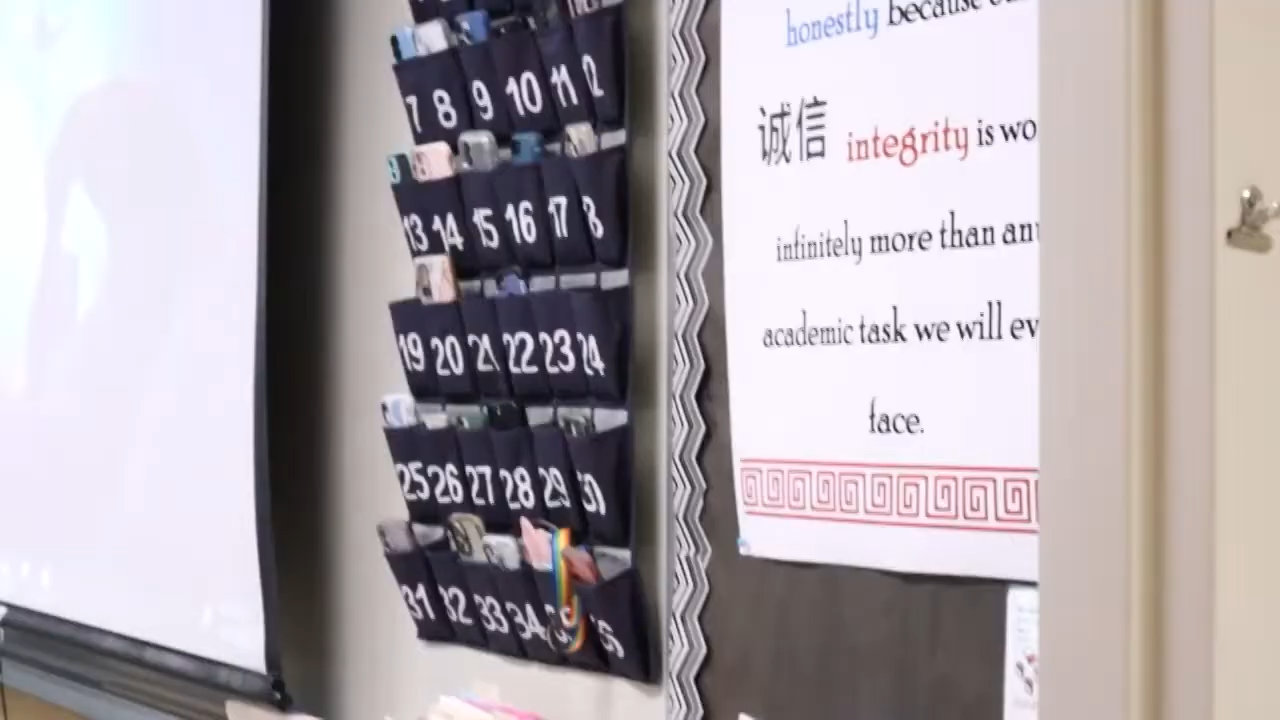 7 8 9 10 11 12
13 14 15 16 17 18
19 20 21 22 23 24
25 26 27 28 29 30
31 32 33 34 35 36
honestly because
诚信 integrity is wo
infinitely more than an
academic task we will ev
face.